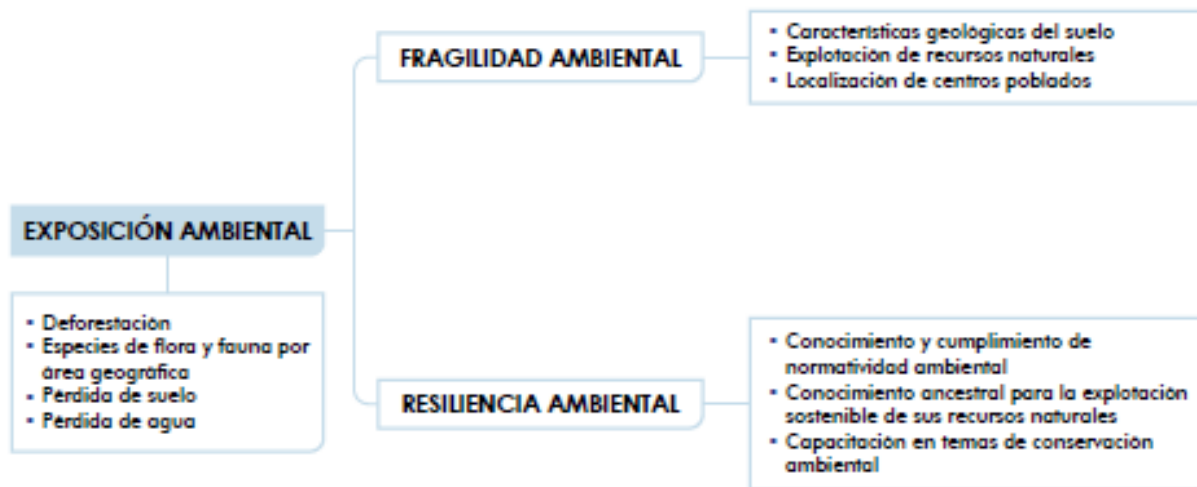 FRAGILIDAD AMBIENTAL
▪ Características geológicas del suelo
▪ Explotación de recursos naturales
▪ Localización de centros poblados
EXPOSICIÓN AMBIENTAL
▪ Deforestación
▪ Especies de flora y fauna por
área geográfica
▪ Pérdida de suelo
▪ Pérdida de agua
RESILIENCIA AMBIENTAL
▪ Conocimiento y cumplimiento de
normatividad ambiental
▪ Conocimiento ancestral para la explotación
sostenible de sus recursos naturales
▪ Capacitación en temas de conservación
ambiental